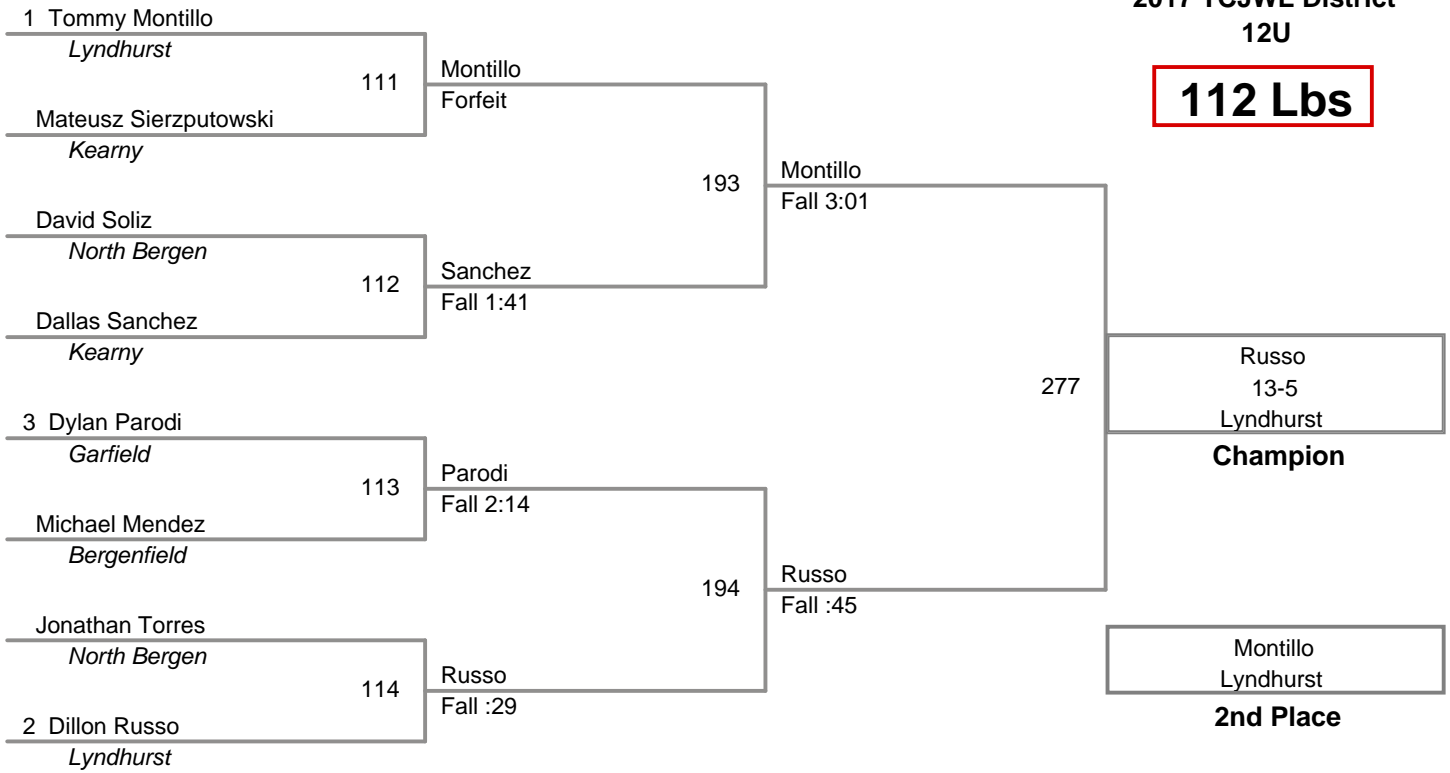 2017 TCJWL District
12U
112 Lbs
1 Tommy Montillo
Lyndhurst
111
Mateusz Sierzputowski
Kearny
Montillo
Forfeit
David Soliz
North Bergen
112
Dallas Sanchez
Kearny
Sanchez
Fall 1:41
193
Montillo
Fall 3:01
3 Dylan Parodi
Garfield
113
Michael Mendez
Bergenfield
Parodi
Fall 2:14
Jonathan Torres
North Bergen
114
2 Dillon Russo
Lyndhurst
Russo
Fall :29
194
Russo
Fall :45
277
Russo
13-5
Lyndhurst
Champion
Montillo
Lyndhurst
2nd Place